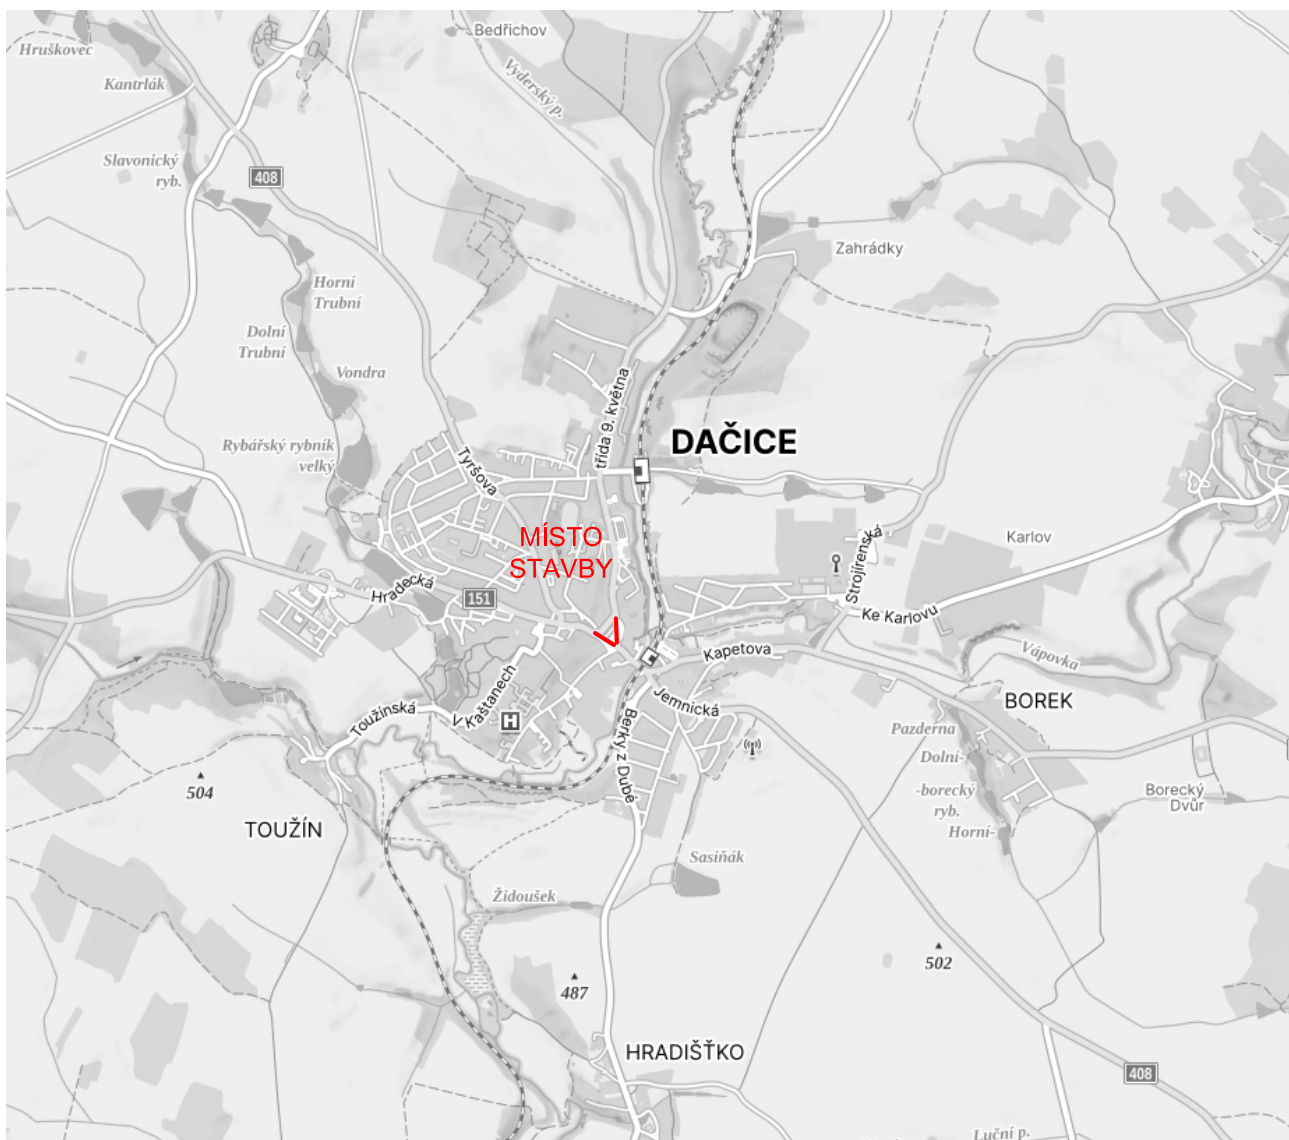 Bedřichov
Hruškovec
Kantrlák
Vyderský p.
Slavonický
ryb.
408
Zahrádky
Horní
Trubní
Dolní
Trubní
Vondra
třída 9. května
DAČICE
Rybářský rybník
velký
Tyršova
MÍSTO
STAVBY
Strojírenská
Karlov
Hradecká
151
Ke Karlovu
Kapetova
Vápovka
V Kaštanech
Jemnická
BOREK
Toužínská
H
Berky z Dubé
Pazderna
Dolní-
-borecký
ryb.
Horní-
Borecký
Dvůr
504
TOUŽÍN
Sasiňák
Židoušek
502
487
HRADIŠŤKO
408
Luční p.